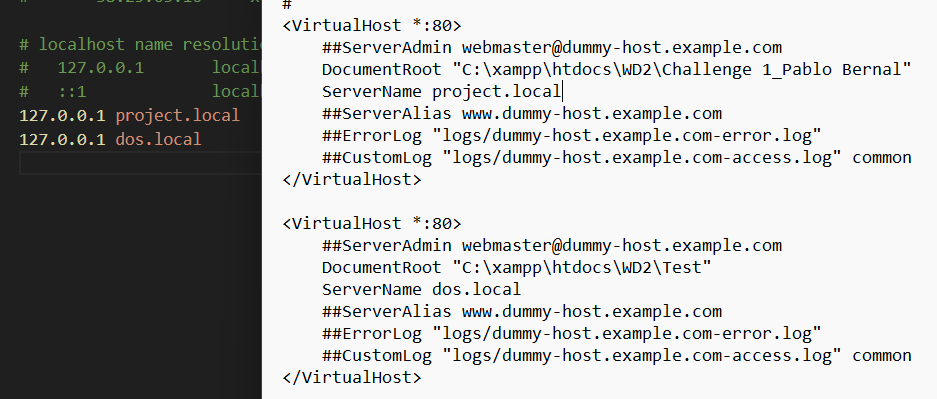 # localhost name resolutio
# 127.0.0.1 local
# ::1 local
127.0.0.1 project.local
127.0.0.1 dos.local
#
<VirtualHost *:80>
##ServerAdmin webmaster@dummy-host.example.com
DocumentRoot "C:\xampp\htdocs\WD2\Challenge 1_Pablo Bernal"
ServerName project.local
##ServerAlias www.dummy-host.example.com
##ErrorLog "logs/dummy-host.example.com-error.log"
##CustomLog "logs/dummy-host.example.com-access.log" common
</VirtualHost>
<VirtualHost *:80>
##ServerAdmin webmaster@dummy-host.example.com
DocumentRoot "C:\xampp\htdocs\WD2\Test"
ServerName dos.local
##ServerAlias www.dummy-host.example.com
##ErrorLog "logs/dummy-host.example.com-error.log"
##CustomLog "logs/dummy-host.example.com-access.log" common
</VirtualHost>